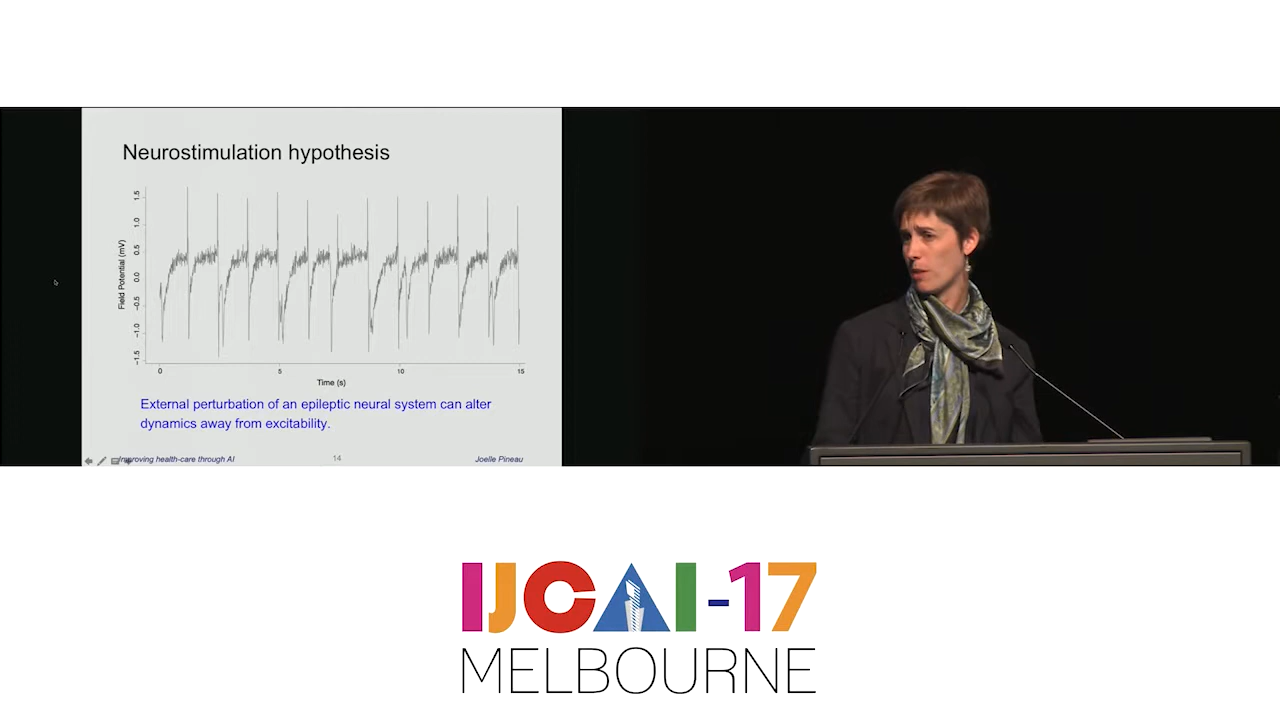 Neurostimulation hypothesis
Field Potential (mV)
1.5
1.0
0.5
0.0
−0.5
−1.0
−1.5
0
5
10
15
Time (s)
External perturbation of an epileptic neural system can alter
dynamics away from excitability.
Improving health-care through AI
14
Joelle Pineau
IJCAI-17
MELBOURNE